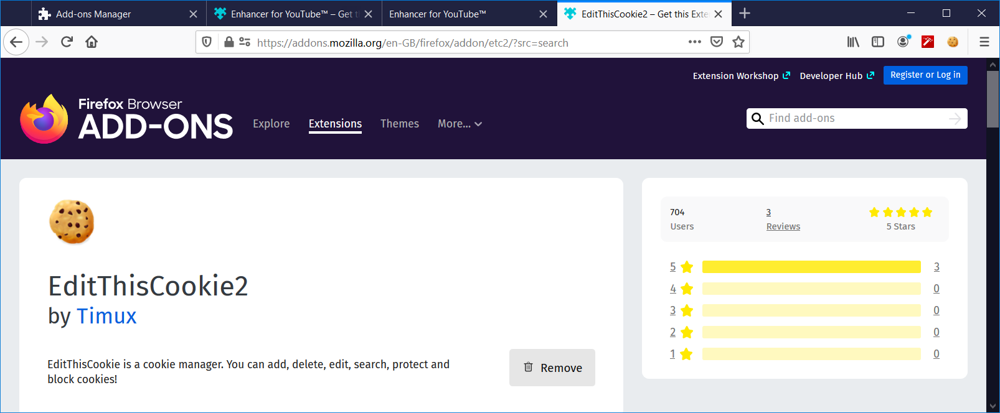 Add-ons Manager
Enhancer for YouTube™ – Get t
Enhancer for YouTube™
EditThisCookie2 – Get this Exte
https://addons.mozilla.org/en-GB/firefox/addon/etc2/?src=search
Extension Workshop
Developer Hub
Register or Log in
Firefox Browser
ADD-ONS
Explore
Extensions
Themes
More...
Find add-ons
EditThisCookie2
by Timux
EditThisCookie is a cookie manager. You can add, delete, edit, search, protect and
block cookies!
Remove
704
Users
3
Reviews
5 Stars
5 3
4 0
3 0
2 0
1 0